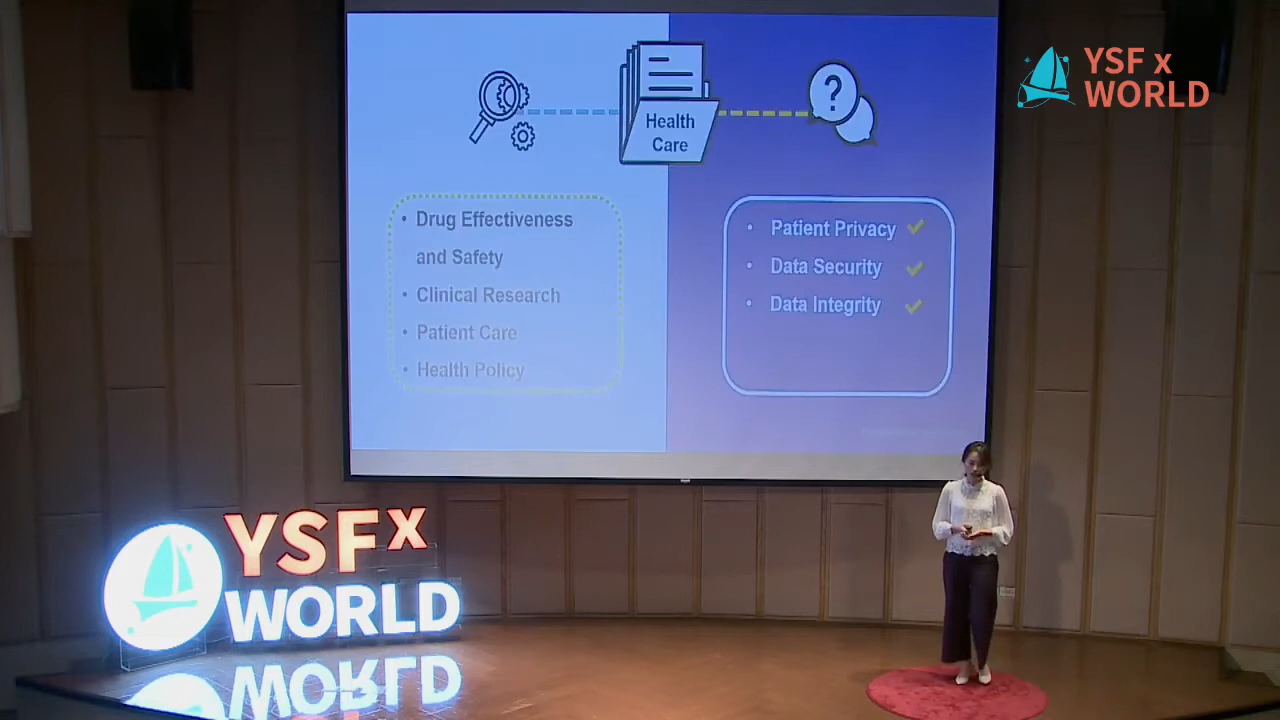 YSF x
WORLD
?
Health
Care
• Drug Effectiveness
and Safety
• Clinical Research
• Patient Care
• Health Policy
• Patient Privacy
• Data Security
• Data Integrity
YSF x
WORLD